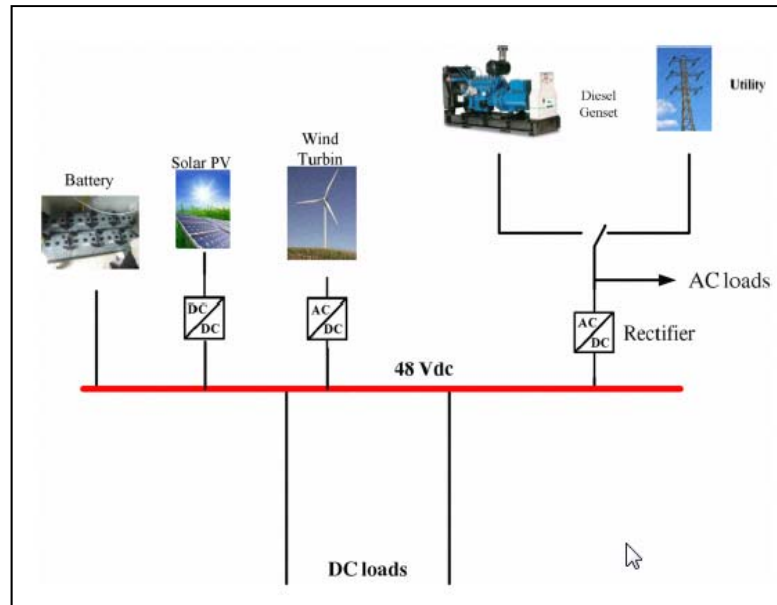 Diesel
Genset
Utility
Wind
Turbin
Solar PV
Battery
DC
DC
AC
DC
AC
DC
AC loads
Rectifier
48 Vdc
DC loads